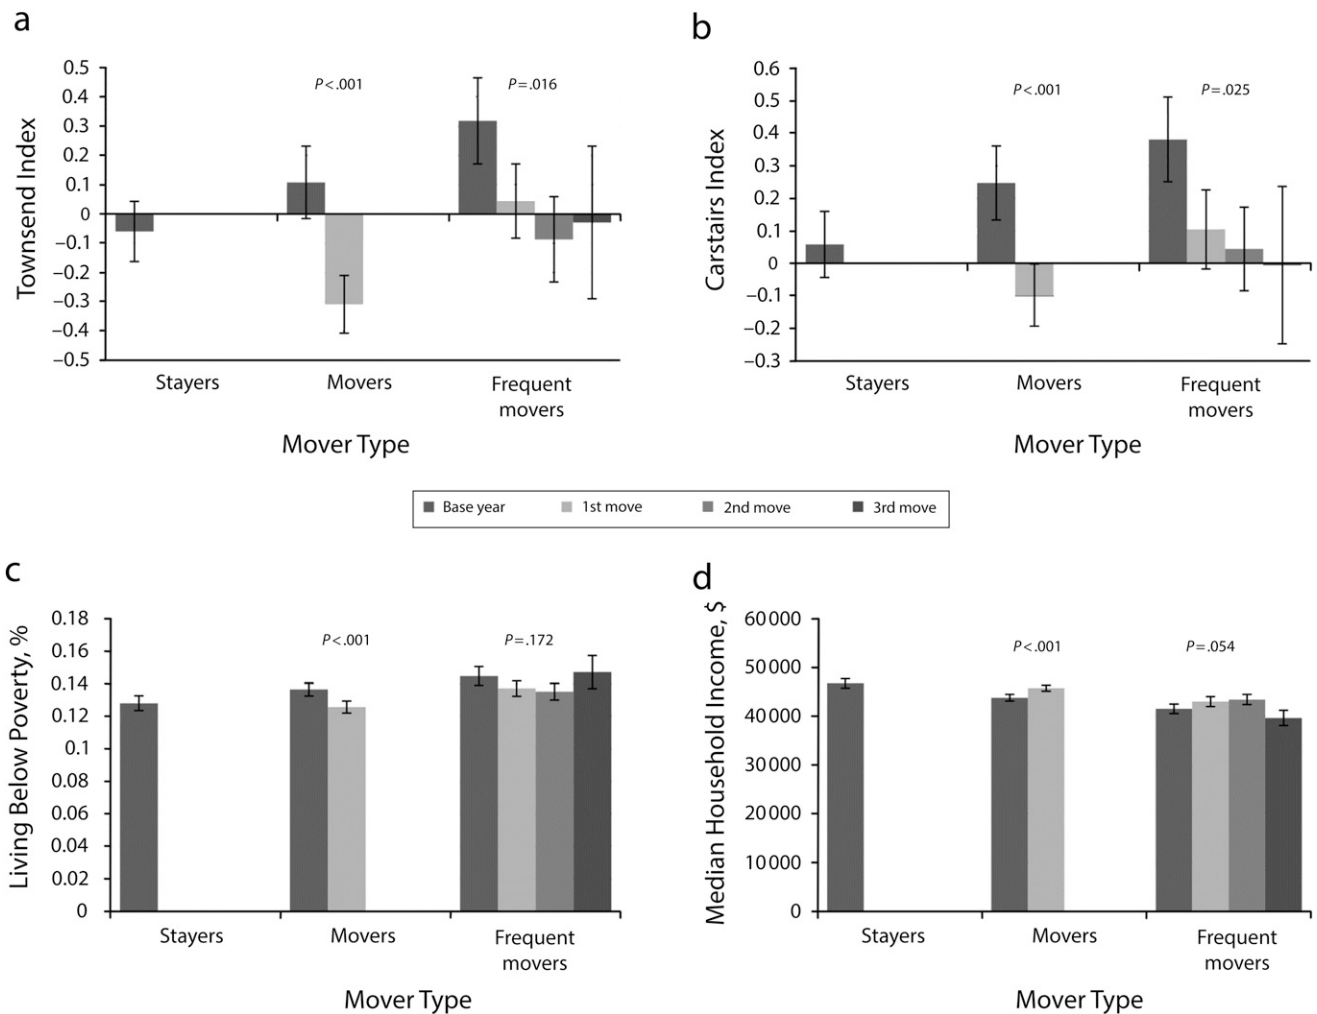 a
Townsend Index
0.5
0.4
0.3
0.2
0.1
0
–0.1
–0.2
–0.3
–0.4
–0.5
P<.001
P=.016
Stayers
Movers
Frequent
movers
Mover Type
b
Carstairs Index
0.6
0.5
0.4
0.3
0.2
0.1
0
–0.1
–0.2
–0.3
P<.001
P=.025
Stayers
Movers
Frequent
movers
Mover Type
Base year 1st move 2nd move 3rd move
c
Living Below Poverty, %
0.18
0.16
0.14
0.12
0.1
0.08
0.06
0.04
0.02
0
P<.001
P=.172
Stayers
Movers
Frequent
movers
Mover Type
d
Median Household Income, $
60000
50000
40000
30000
20000
10000
0
P<.001
P=.054
Stayers
Movers
Frequent
movers
Mover Type